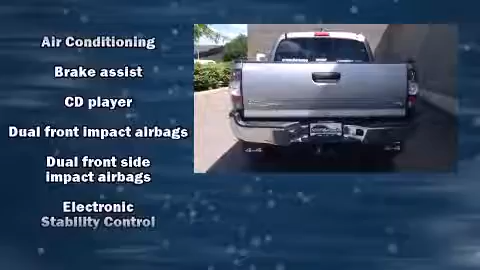 Air Conditioning
Brake assist
CD player
Dual front impact airbags
Dual front side
impact airbags
Electronic
Stability Control